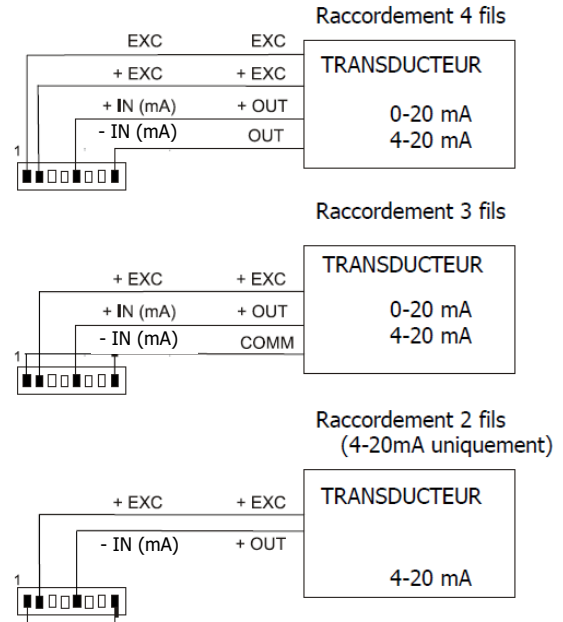 Raccordement 4 fils
EXC EXC
+ EXC + EXC
TRANSDUCTEUR
+ IN (mA) + OUT
0-20 mA
- IN (mA) OUT
4-20 mA
1
Raccordement 3 fils
+ EXC + EXC
TRANSDUCTEUR
+ IN (mA) + OUT
0-20 mA
- IN (mA) COMM
4-20 mA
1
Raccordement 2 fils
(4-20mA uniquement)
+ EXC + EXC
TRANSDUCTEUR
- IN (mA) + OUT
4-20 mA
1